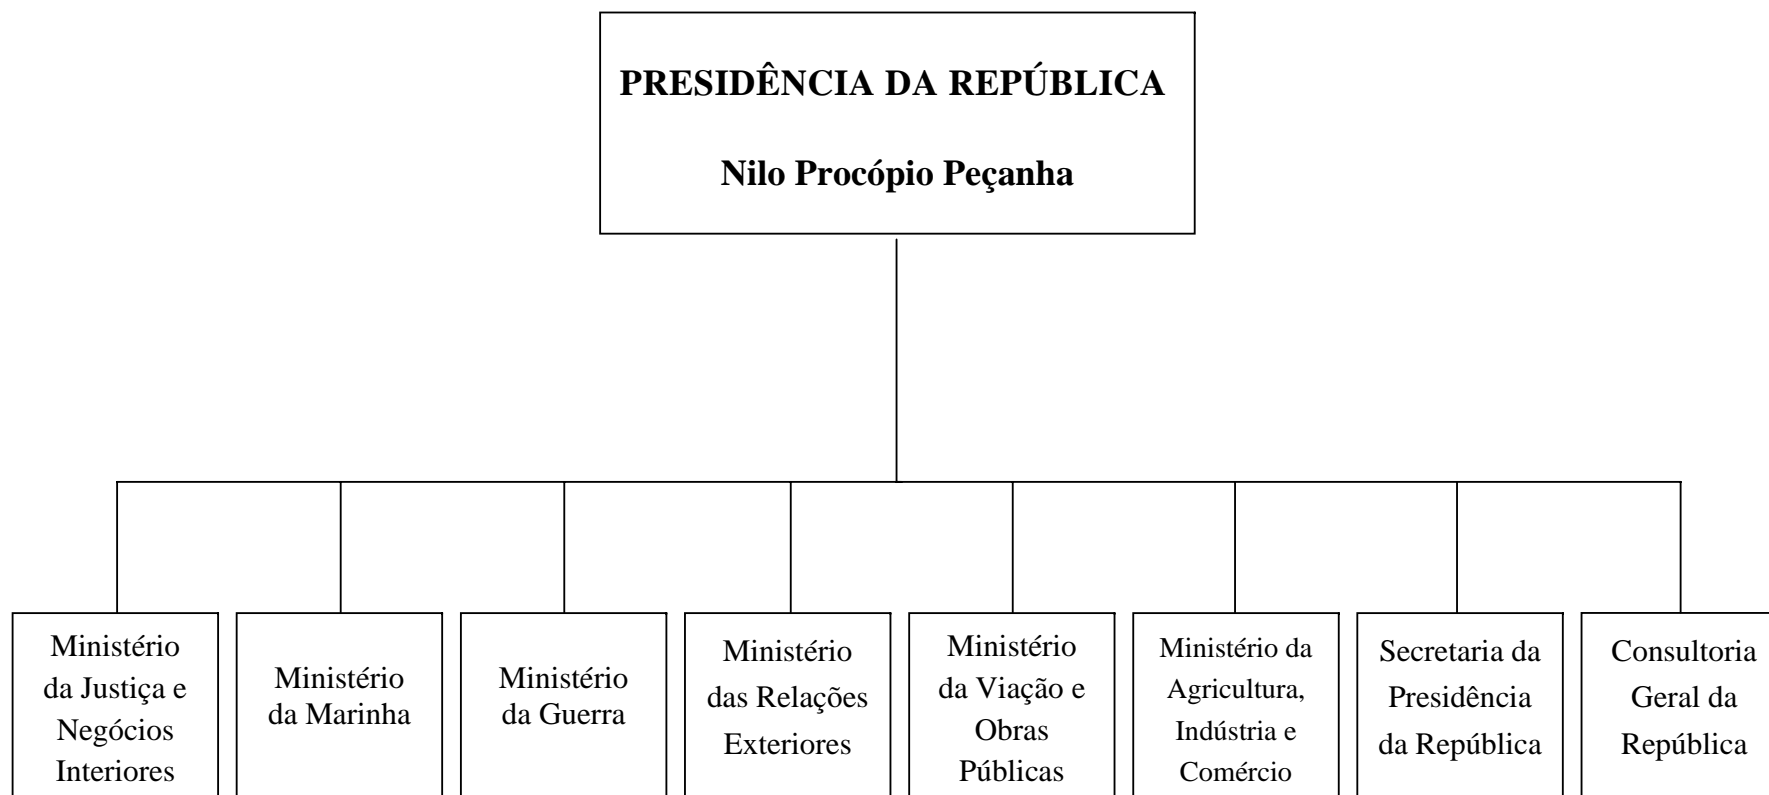 PRESIDÊNCIA DA REPÚBLICA
Nilo Procópio Peçanha
Ministério
da Justiça e
Negócios
Interiores
Ministério
da Marinha
Ministério
da Guerra
Ministério
das Relações
Exteriores
Ministério
da Viação e
Obras
Públicas
Ministério da
Agricultura,
Indústria e
Comércio
Secretaria da
Presidência
da República
Consultoria
Geral da
República